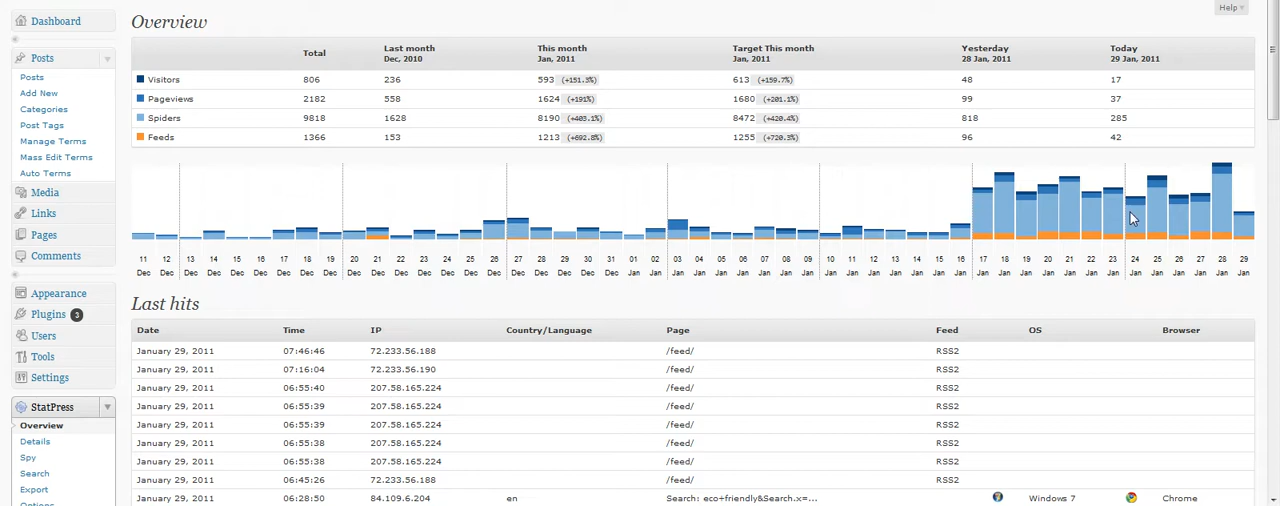 Help
Dashboard
Posts
Posts
Add New
Categories
Post Tags
Manage Terms
Mass Edit Terms
Auto Terms
Media
Links
Pages
Comments
Appearance
Plugins 3
Users
Tools
Settings
StatPress
Overview
Details
Spy
Search
Export
Options
Overview
Total Last month Dec, 2010 This month Jan, 2011 Target This month Jan, 2011 Yesterday 28 Jan, 2011 Today 29 Jan, 2011
Visitors 806 236 593 (+151.3%) 613 (+159.7%) 48 17
Pageviews 2182 558 1624 (+191%) 1680 (+201.1%) 99 37
Spiders 9818 1628 8190 (+403.1%) 8472 (+420.4%) 818 285
Feeds 1366 153 1213 (+692.8%) 1255 (+720.3%) 96 42
11 12 13 14 15 16 17 18 19 20 21 22 23 24 25 26 27 28 29 30 31 01 02 03 04 05 06 07 08 09 10 11 12 13 14 15 16 17 18 19 20 21 22 23 24 25 26 27 28 29
Dec Dec Dec Dec Dec Dec Dec Dec Dec Dec Dec Dec Dec Dec Dec Dec Dec Dec Dec Dec Dec Jan Jan Jan Jan Jan Jan Jan Jan Jan Jan Jan Jan Jan Jan Jan Jan Jan Jan Jan Jan Jan Jan Jan Jan Jan Jan Jan Jan Jan
Last hits
Date Time IP Country/Language Page Feed OS Browser
January 29, 2011 07:46:46 72.233.56.188 /feed/ RSS2
January 29, 2011 07:16:04 72.233.56.190 /feed/ RSS2
January 29, 2011 06:55:40 207.58.165.224 /feed/ RSS2
January 29, 2011 06:55:39 207.58.165.224 /feed/ RSS2
January 29, 2011 06:55:39 207.58.165.224 /feed/ RSS2
January 29, 2011 06:55:38 207.58.165.224 /feed/ RSS2
January 29, 2011 06:55:38 207.58.165.224 /feed/ RSS2
January 29, 2011 06:45:26 72.233.56.188 /feed/ RSS2
January 29, 2011 06:28:50 84.109.6.204 en Search: eco+friendly&Search.x=... Windows 7 Chrome